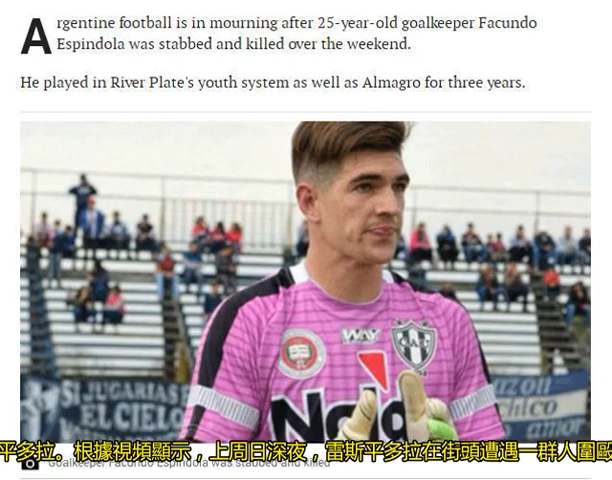 Argentine football is in mourning after 25-year-old goalkeeper Facundo
Espindola was stabbed and killed over the weekend.
He played in River Plate's youth system as well as Almagro for three years.
WAY
SI JUGARIAS
EL CIELO
平多拉。根據視頻顯示，上周日深夜，雷斯平多拉在街頭遭遇一群人圍毆
Goalkeeper Facundo Espindola was stabbed and killed